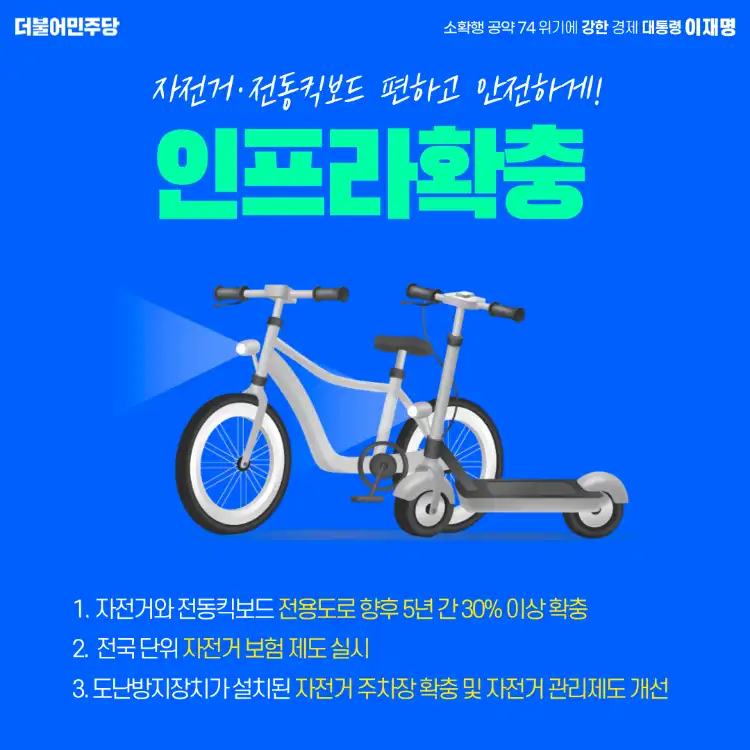 더불어민주당
소확행 공약 74 위기에 강한 경제 대통령 이재명
자전거·전동킥보드 편하고 안전하게!
인프라확충
1. 자전거와 전동킥보드 전용도로 향후 5년 간 30% 이상 확충
2. 전국 단위 자전거 보험 제도 실시
3. 도난방지장치가 설치된 자전거 주차장 확충 및 자전거 관리제도 개선